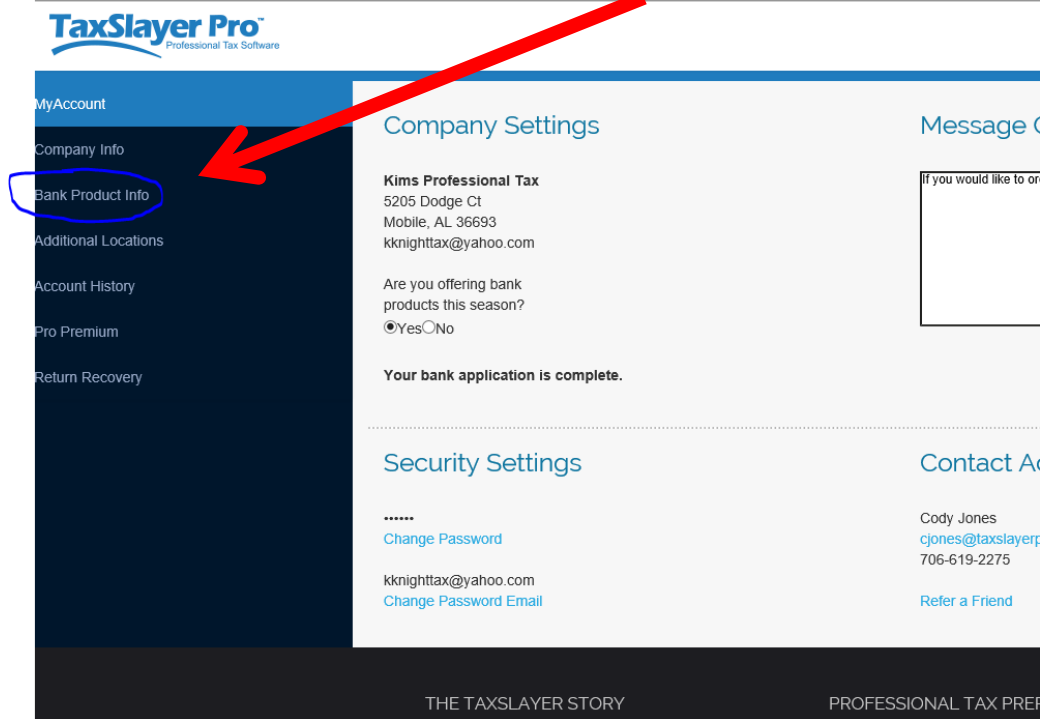 TaxSlayer Pro™
Professional Tax Software
MyAccount
Company Info
Bank Product Info
Additional Locations
Account History
Pro Premium
Return Recovery
Company Settings
Kims Professional Tax
5205 Dodge Ct
Mobile, AL 36693
kknighttax@yahoo.com
Are you offering bank
products this season?
Yes No
Your bank application is complete.
Message
If you would like to
Security Settings
••••••
Change Password
kknighttax@yahoo.com
Change Password Email
Contact
Cody Jones
cjones@taxslayerp
706-619-2275
Refer a Friend
THE TAXSLAYER STORY
PROFESSIONAL TAX